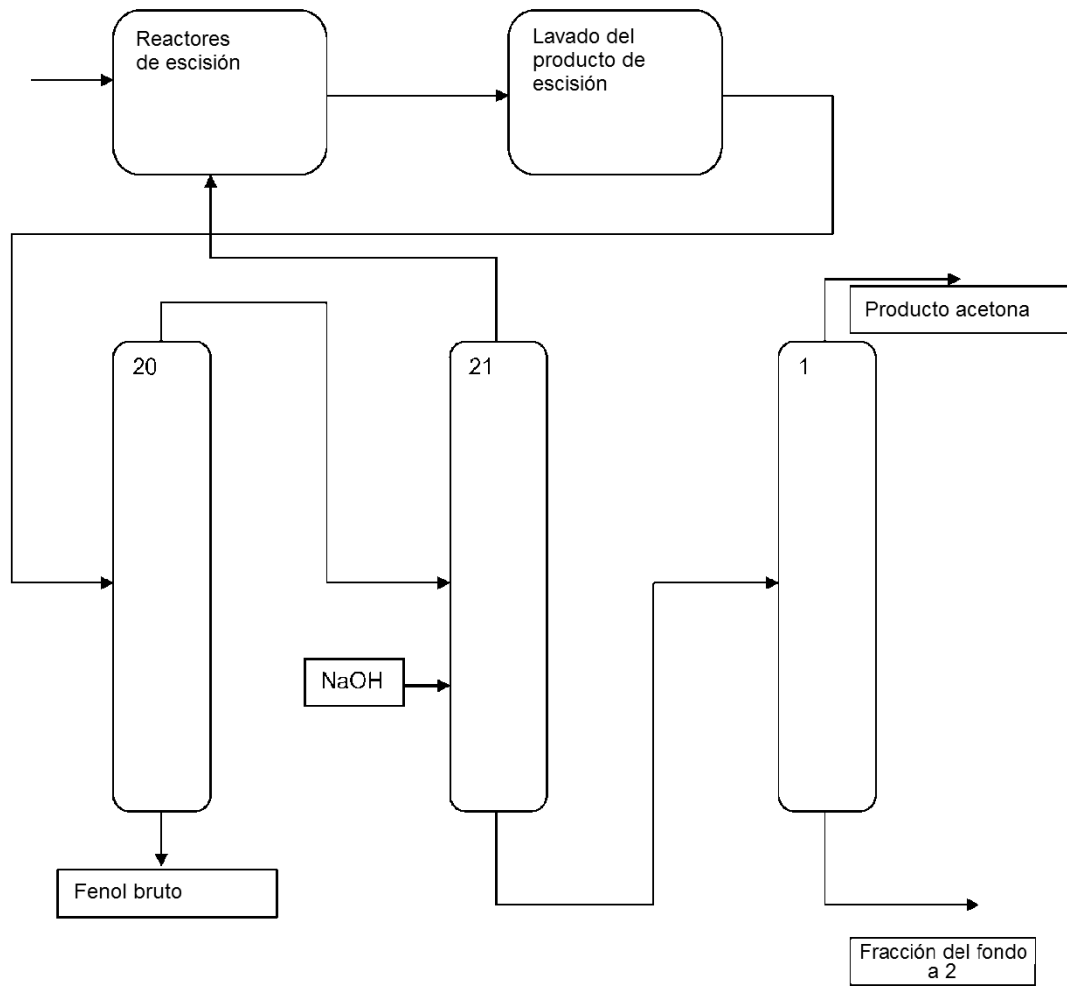 Reactores
de escisión
Lavado del
producto de
escisión
Producto acetona
20
21
1
NaOH
Fenol bruto
Fracción del fondo
a 2